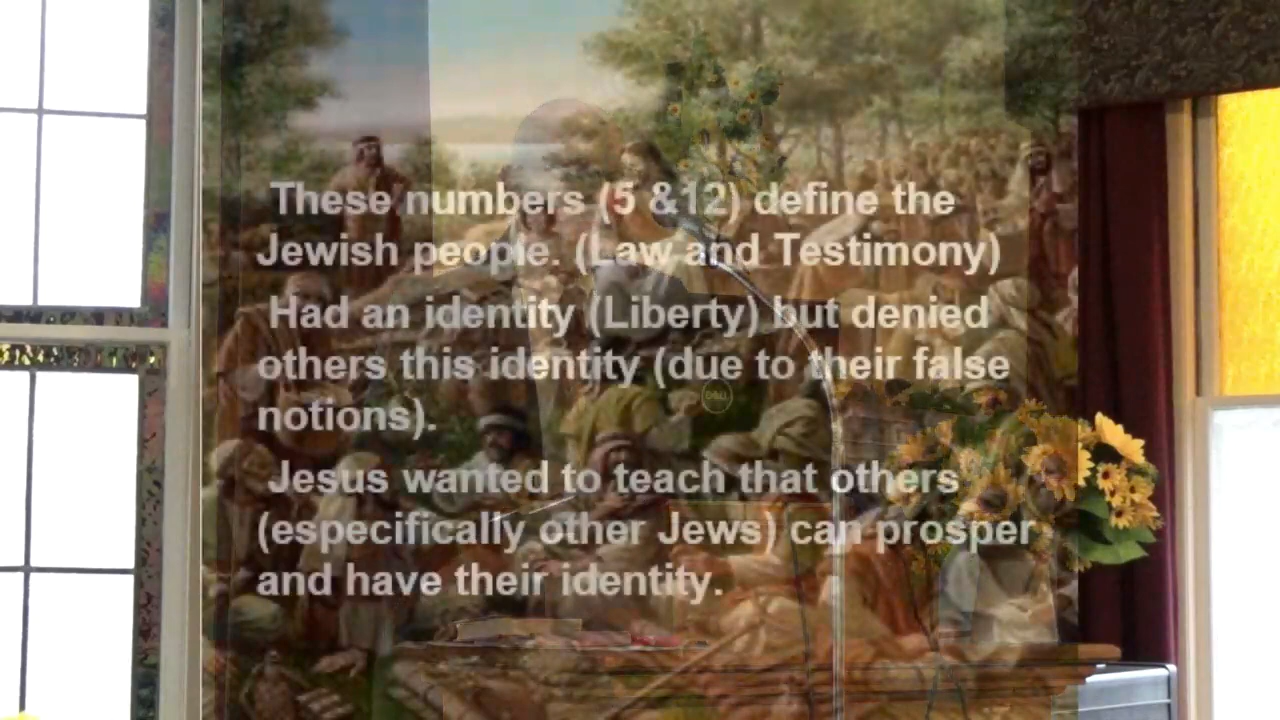 These numbers (5 &12) define the
Jewish people. (Law and Testimony)
Had an identity (Liberty) but denied
others this identity (due to their false
notions).
DELL
Jesus wanted to teach that others
(especifically other Jews) can prosper
and have their identity.